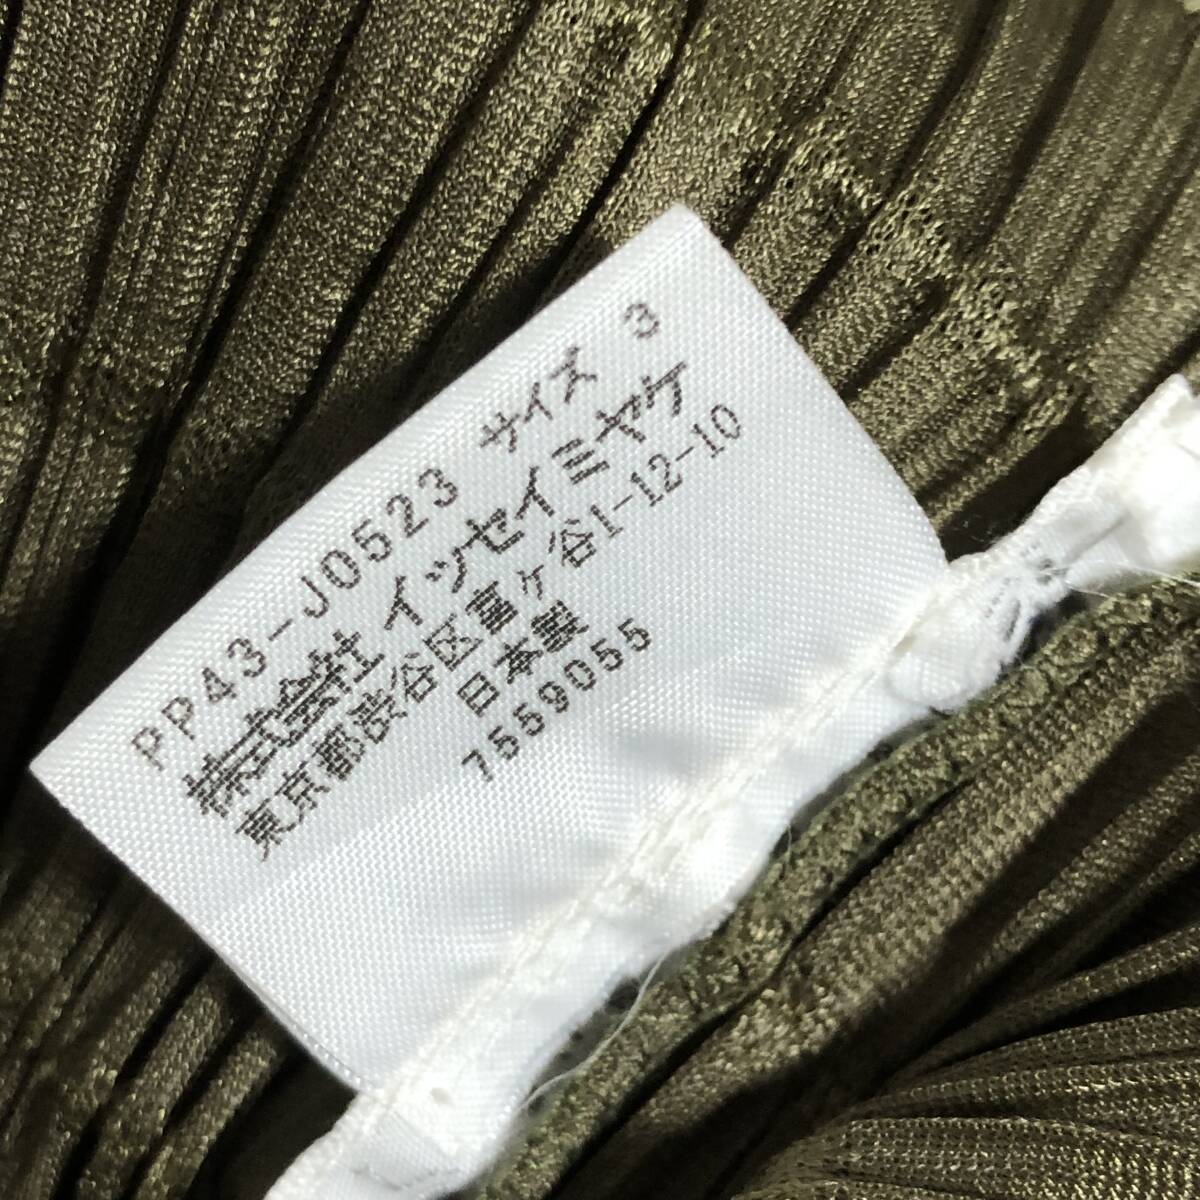 PP43-J0523 サイズ 3
株式会社 イッセイミヤケ
東京都渋谷区富ヶ谷1-12-10
日本製
7559055